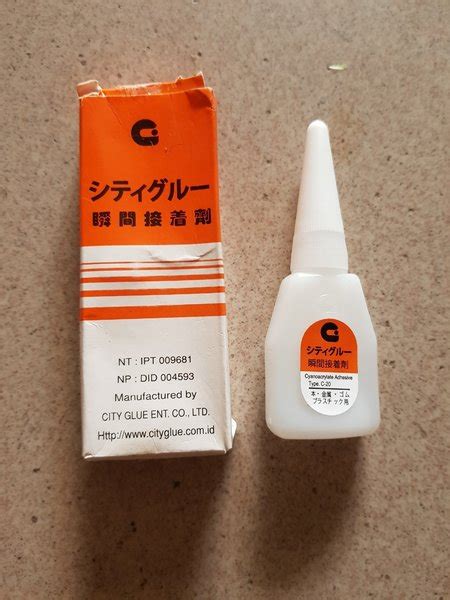 シティグルー
瞬間接着劑
NT : IPT 009681
NP : DID 004593
Manufactured by
CITY GLUE ENT. CO., LTD.
Http://www.cityglue.com.id
シティグルー
瞬間接着劑
Cyanoacrylate Adhesive
Type. C-20
木・金属・ゴム
プラスチック用